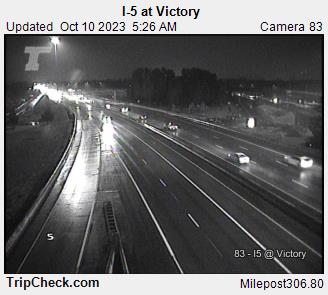 I-5 at Victory
Updated Oct 10 2023 5:26 AM Camera 83
T
S
83 - I5 @ Victory
TripCheck.com Milepost306.80